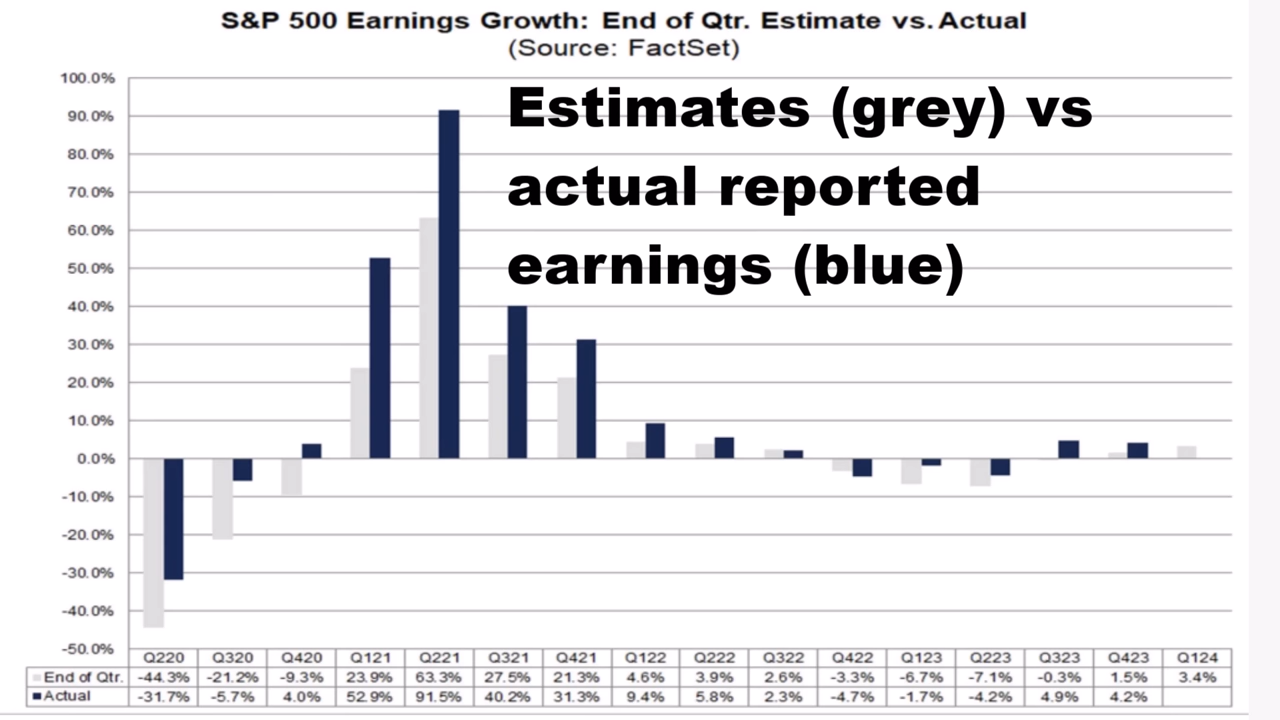 S&P 500 Earnings Growth: End of Qtr. Estimate vs. Actual
(Source: FactSet)
Estimates (grey) vs
actual reported
earnings (blue)
100.0%
90.0%
80.0%
70.0%
60.0%
50.0%
40.0%
30.0%
20.0%
10.0%
0.0%
-10.0%
-20.0%
-30.0%
-40.0%
-50.0%
Q220 Q320 Q420 Q121 Q221 Q321 Q421 Q122 Q222 Q322 Q422 Q123 Q223 Q323 Q423 Q124
End of Qtr. -44.3% -21.2% -9.3% 23.9% 63.3% 27.5% 21.3% 4.6% 3.9% 2.6% -3.3% -6.7% -7.1% -0.3% 1.5% 3.4%
Actual -31.7% -5.7% 4.0% 52.9% 91.5% 40.2% 31.3% 9.4% 5.8% 2.3% -4.7% -1.7% -4.2% 4.9% 4.2%